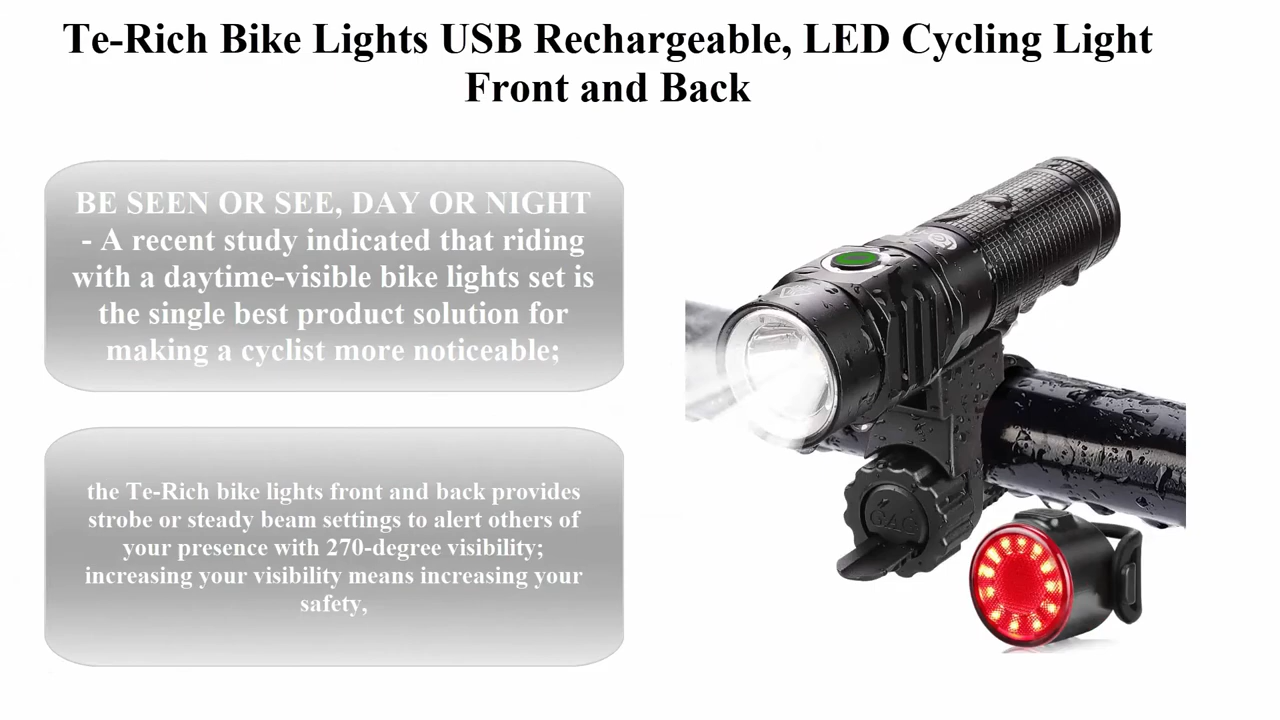 Te-Rich Bike Lights USB Rechargeable, LED Cycling Light
Front and Back
BE SEEN OR SEE, DAY OR NIGHT
- A recent study indicated that riding
with a daytime-visible bike lights set is
the single best product solution for
making a cyclist more noticeable;
the Te-Rich bike lights front and back provides
strobe or steady beam settings to alert others of
your presence with 270-degree visibility;
increasing your visibility means increasing your
safety,